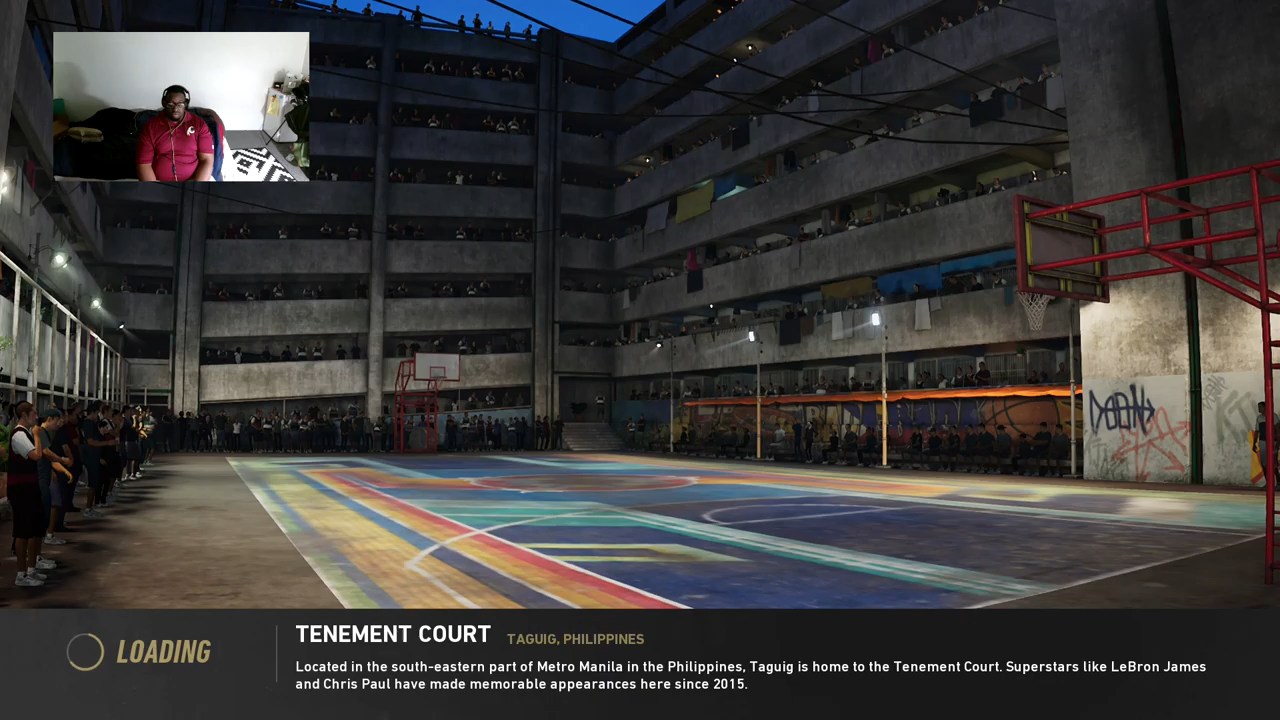 TENEMENT COURT TAGUIG, PHILIPPINES
LOADING
Located in the south-eastern part of Metro Manila in the Philippines, Taguig is home to the Tenement Court. Superstars like LeBron James
and Chris Paul have made memorable appearances here since 2015.